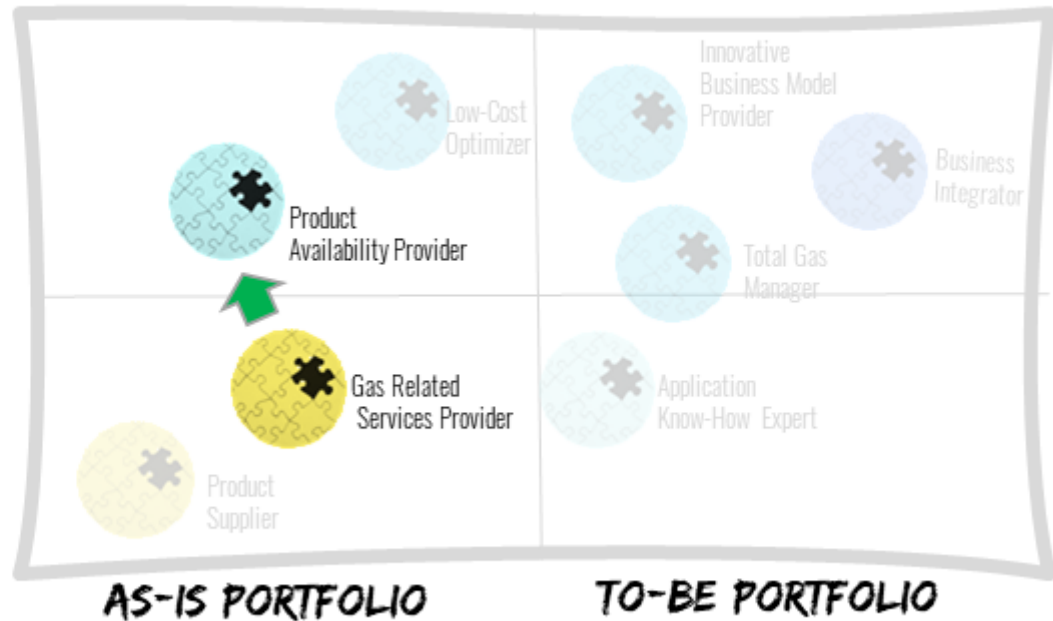 Low-Cost
Optimizer
Product
Availability Provider
Gas Related
Services Provider
Product
Supplier
Innovative
Business Model
Provider
Business
Integrator
Total Gas
Manager
Application
Know-How Expert
AS-IS PORTFOLIO
TO-BE PORTFOLIO